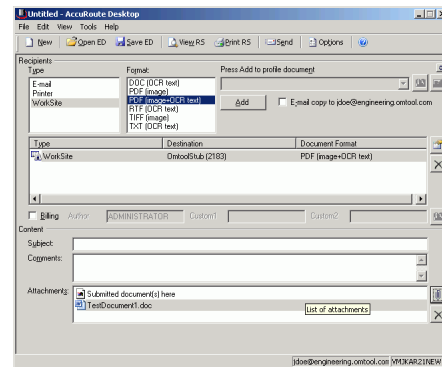 Untitled - AccuRoute Desktop
File Edit View Tools Help
New Open ED Save ED View RS Print RS Send Options
Recipients
Type Format: Press Add to profile document
E-mail
Printer
WorkSite
DOC (OCR text)
PDF (image)
PDF (image+OCR text)
RTF (OCR text)
TIFF (image)
TXT (OCR text)
Add E-mail copy to jdoe@engineering.omtool.com
Type Destination Document Format
WorkSite OmtoolStub (2183) PDF (image+OCR text)
Billing Author ADMINISTRATOR Custom1 Custom2
Content
Subject:
Comments:
Attachments: Submitted document(s) here
TestDocument1.doc
List of attachments
jdoe@engineering.omtool.com VMJKAR21NEW